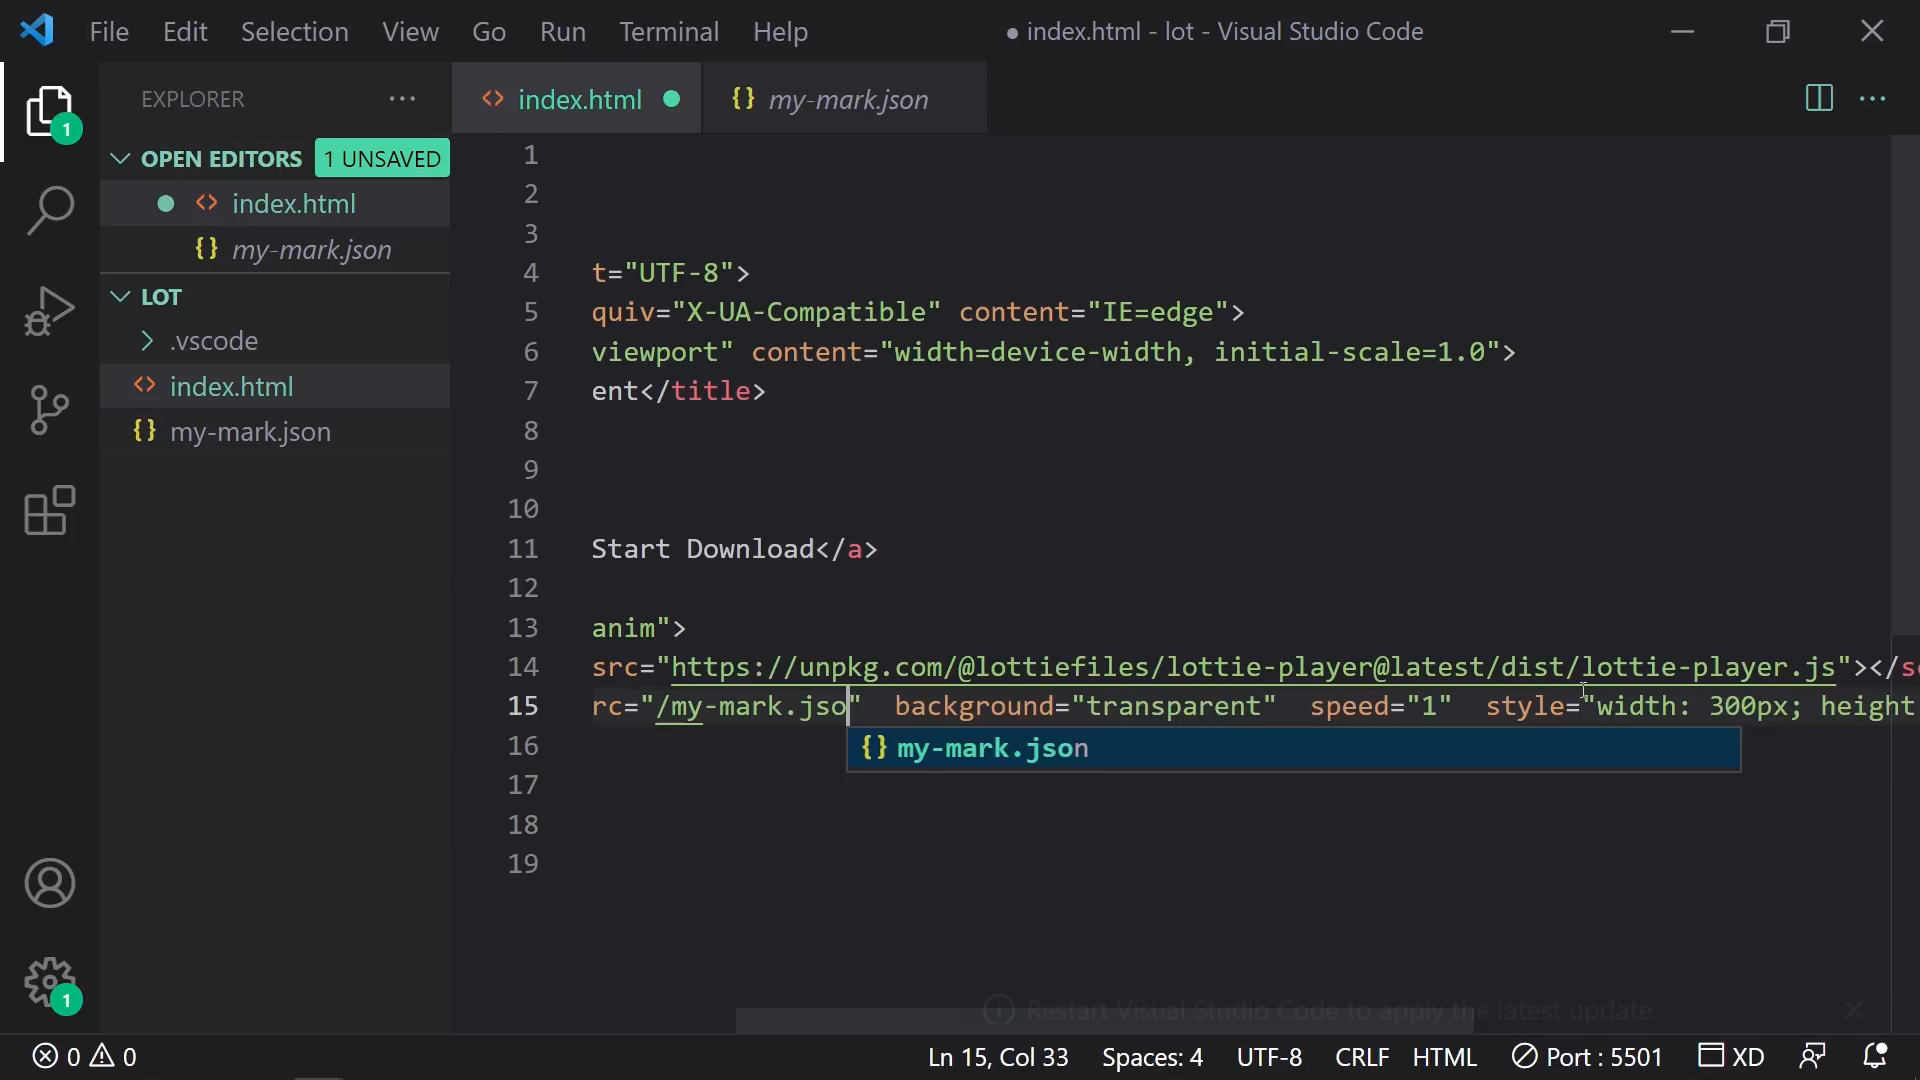 File Edit Selection View Go Run Terminal Help
● index.html - lot - Visual Studio Code
EXPLORER
index.html
my-mark.json
OPEN EDITORS 1 UNSAVED
index.html
my-mark.json
LOT
.vscode
index.html
my-mark.json
1
1
1
2
3
4 t="UTF-8">
5 quiv="X-UA-Compatible" content="IE=edge">
6 viewport" content="width=device-width, initial-scale=1.0">
7 ent</title>
8
9
10
11 Start Download</a>
12
13 anim">
14 src="https://unpkg.com/@lottiefiles/lottie-player@latest/dist/lottie-player.js"></s
15 rc="/my-mark.jso"  background="transparent"  speed="1"  style="width: 300px; height
{} my-mark.json
16
17
18
19
Restart Visual Studio Code to apply the latest update.
0 0
Ln 15, Col 33 Spaces: 4 UTF-8 CRLF HTML Port : 5501 XD